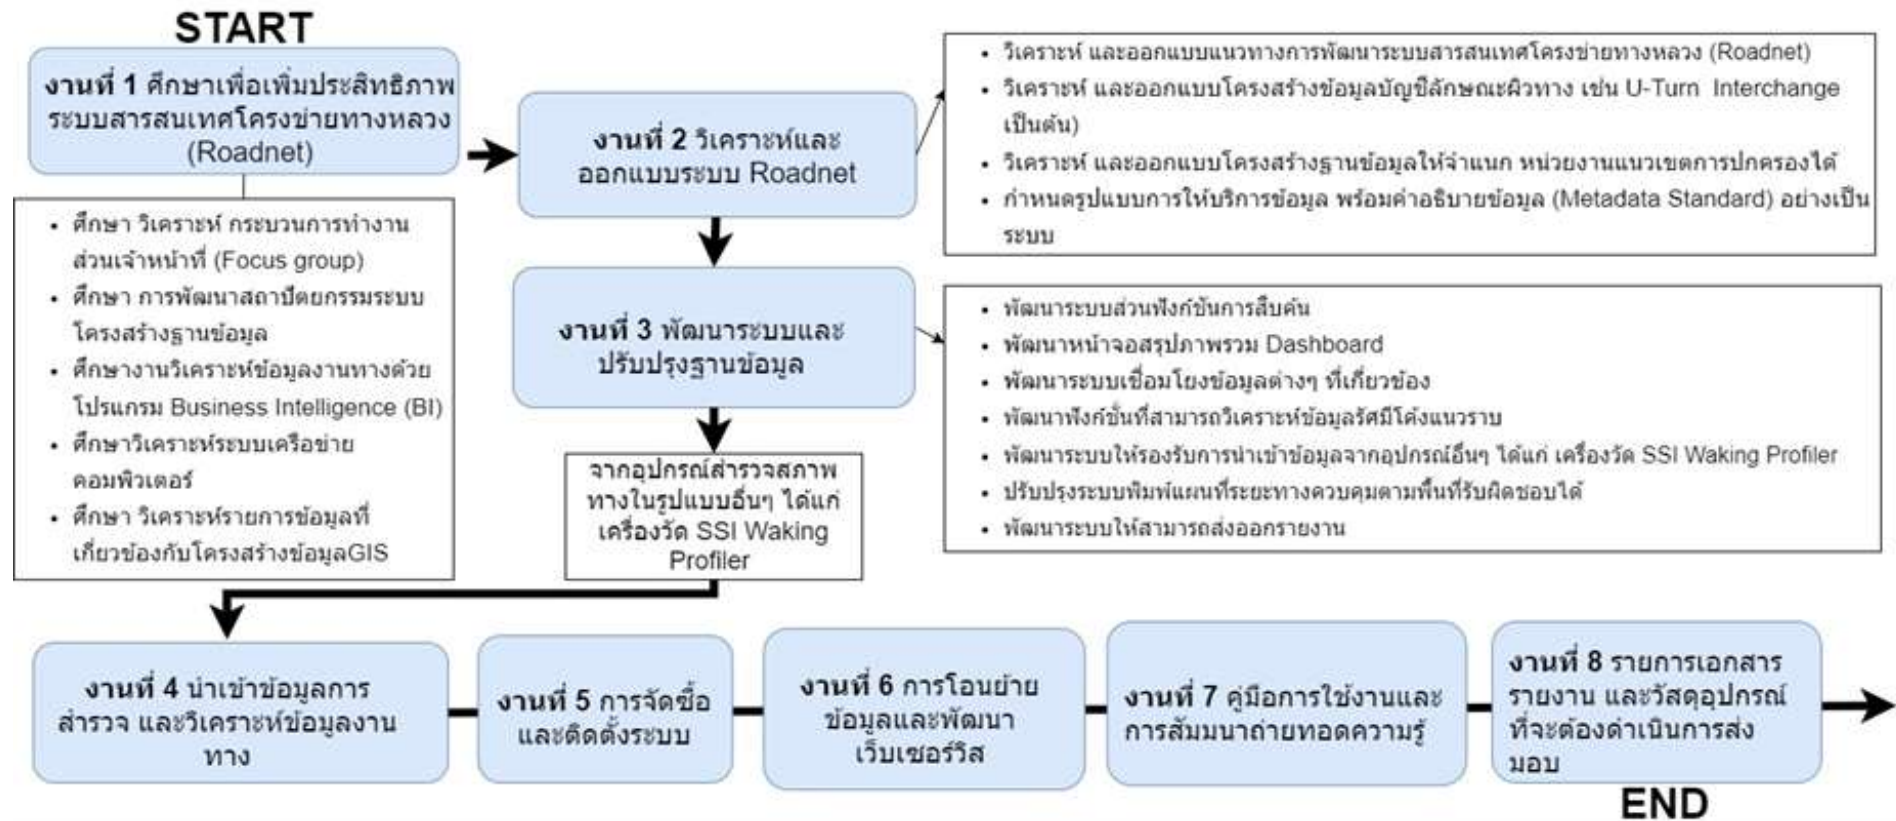 START
งานที่ 1 ศึกษาเพื่อเพิ่มประสิทธิภาพ
ระบบสารสนเทศโครงข่ายทางหลวง
(Roadnet)
• ศึกษา วิเคราะห์ กระบวนการทำงาน
ส่วนเจ้าหน้าที่ (Focus group)
• ศึกษา การพัฒนาสถาปัตยกรรมระบบ
โครงสร้างฐานข้อมูล
• ศึกษางานวิเคราะห์ข้อมูลงานทางด้วย
โปรแกรม Business Intelligence (BI)
• ศึกษาวิเคราะห์ระบบเครือข่าย
คอมพิวเตอร์
• ศึกษา วิเคราะห์รายการข้อมูลที่
เกี่ยวข้องกับโครงสร้างข้อมูลGIS
งานที่ 2 วิเคราะห์และ
ออกแบบระบบ Roadnet
• วิเคราะห์ และออกแบบแนวทางการพัฒนาระบบสารสนเทศโครงข่ายทางหลวง (Roadnet)
• วิเคราะห์ และออกแบบโครงสร้างข้อมูลบัญชีลักษณะผิวทาง เช่น U-Turn Interchange
เป็นต้น)
• วิเคราะห์ และออกแบบโครงสร้างฐานข้อมูลให้จำแนก หน่วยงานแนวเขตการปกครองได้
• กำหนดรูปแบบการให้บริการข้อมูล พร้อมคำอธิบายข้อมูล (Metadata Standard) อย่างเป็น
ระบบ
งานที่ 3 พัฒนาระบบและ
ปรับปรุงฐานข้อมูล
• พัฒนาระบบส่วนฟังก์ชันการสืบค้น
• พัฒนาหน้าจอสรุปภาพรวม Dashboard
• พัฒนาระบบเชื่อมโยงข้อมูลต่างๆ ที่เกี่ยวข้อง
• พัฒนาฟังก์ชั่นที่สามารถวิเคราะห์ข้อมูลรัศมีโค้งแนวราบ
• พัฒนาระบบให้รองรับการนำเข้าข้อมูลจากอุปกรณ์อื่นๆ ได้แก่ เครื่องวัด SSI Waking Profiler
• ปรับปรุงระบบพิมพ์แผนที่ระยะทางควบคุมตามพื้นที่รับผิดชอบได้
• พัฒนาระบบให้สามารถส่งออกรายงาน
จากอุปกรณ์สำรวจสภาพ
ทางในรูปแบบอื่นๆ ได้แก่
เครื่องวัด SSI Waking
Profiler
งานที่ 4 นำเข้าข้อมูลการ
สำรวจ และวิเคราะห์ข้อมูลงาน
ทาง
งานที่ 5 การจัดซื้อ
และติดตั้งระบบ
งานที่ 6 การโอนย้าย
ข้อมูลและพัฒนา
เว็บเซอร์วิส
งานที่ 7 คู่มือการใช้งานและ
การสัมมนาถ่ายทอดความรู้
งานที่ 8 รายการเอกสาร
รายงาน และวัสดุอุปกรณ์
ที่จะต้องดำเนินการส่ง
มอบ
END